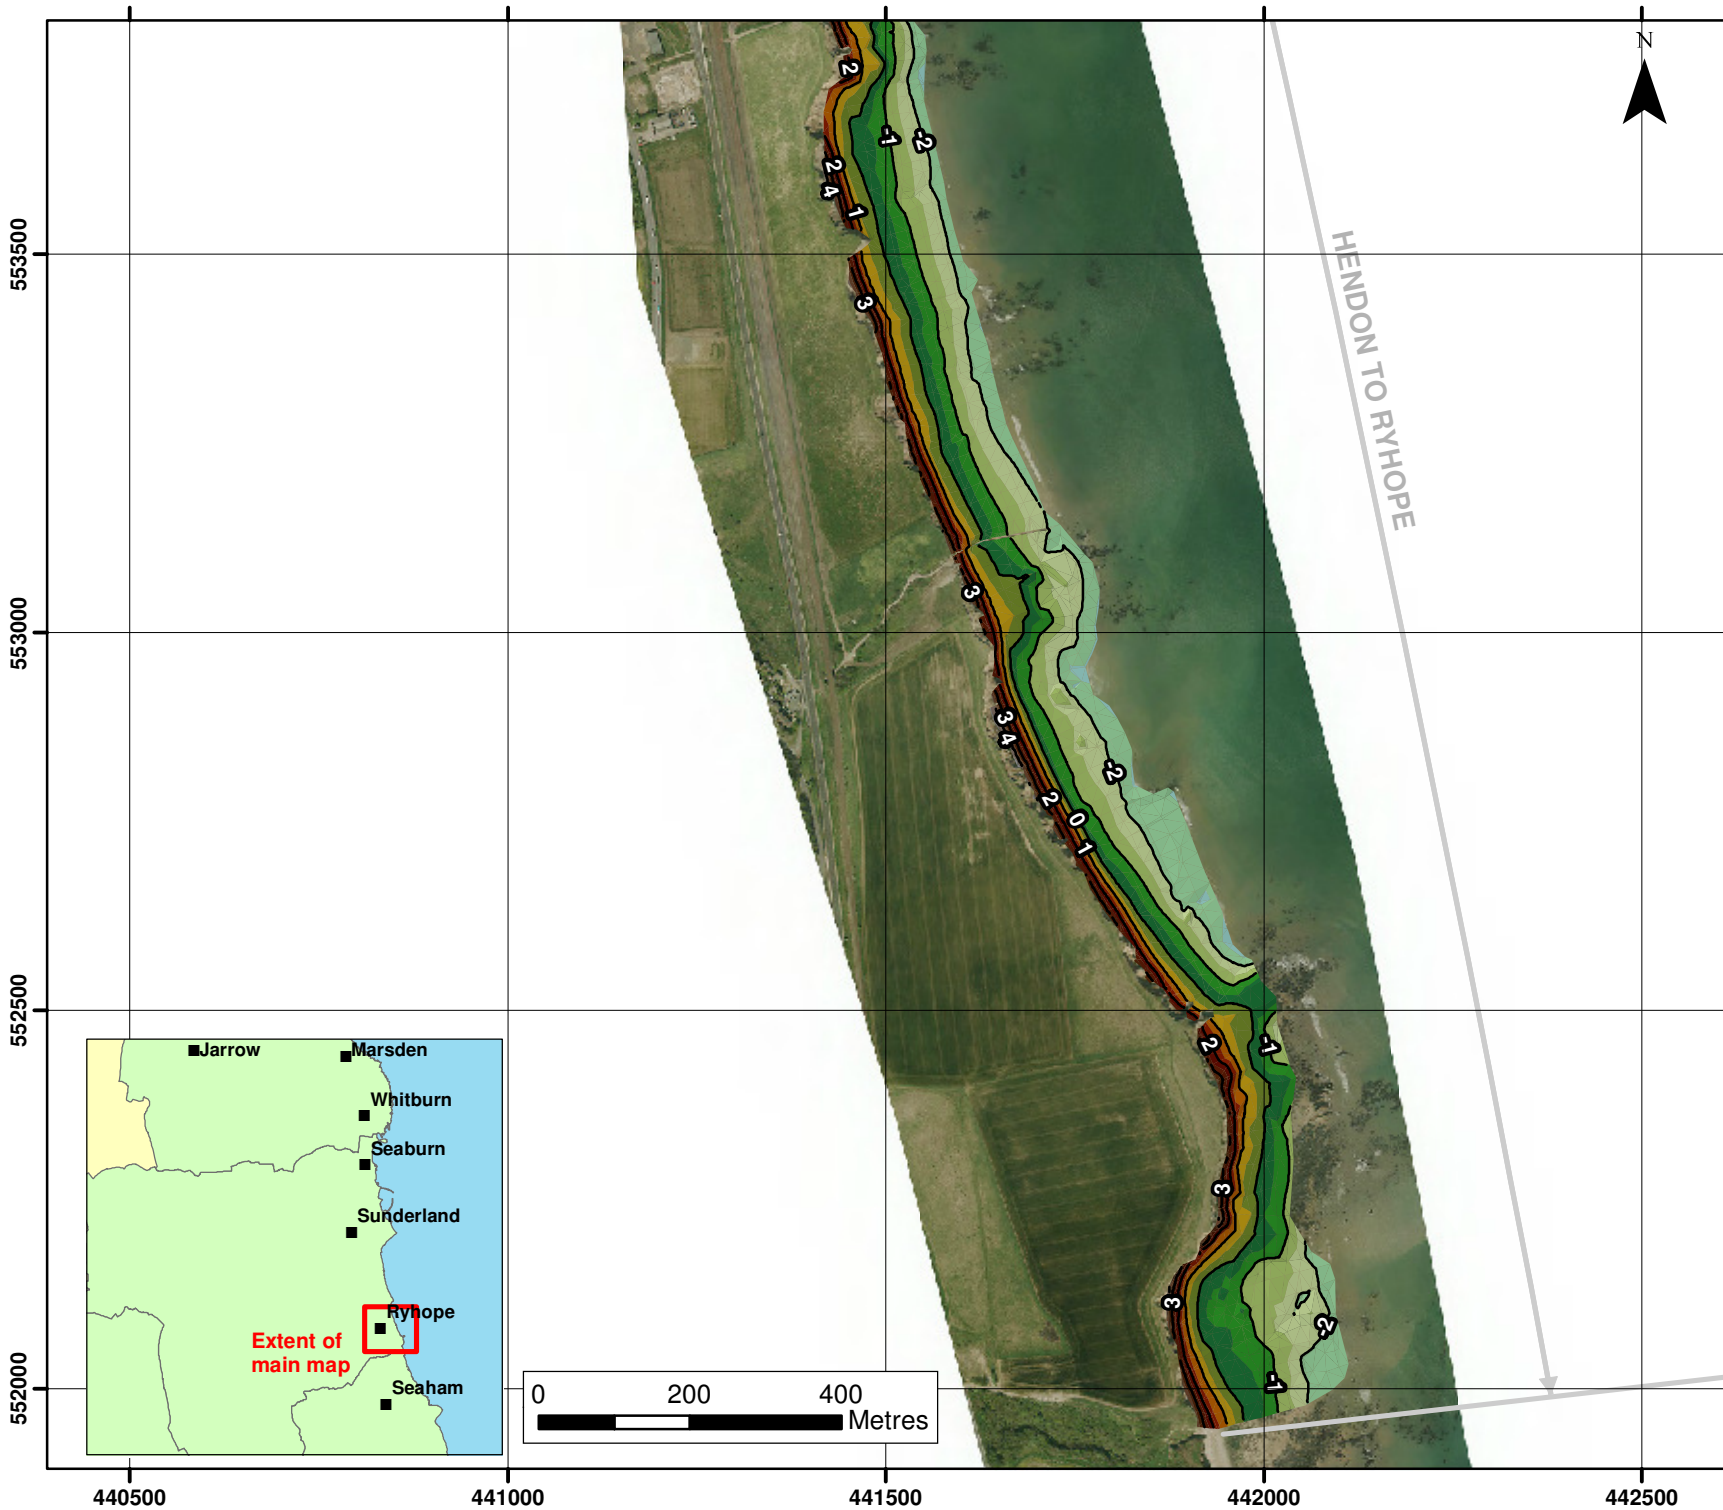 N
2
-1
-2
2
4
1
553500
3
HENDON TO RYHOPE
3
553000
3
4
-2
2
0
1
552500
2
-1
Jarrow
Marsden
Whitburn
Seaburn
3
Sunderland
3
Ryhope
-2
Extent of
main map
Seaham
-1
552000
0 200 400
Metres
440500 441000 441500 442000 442500